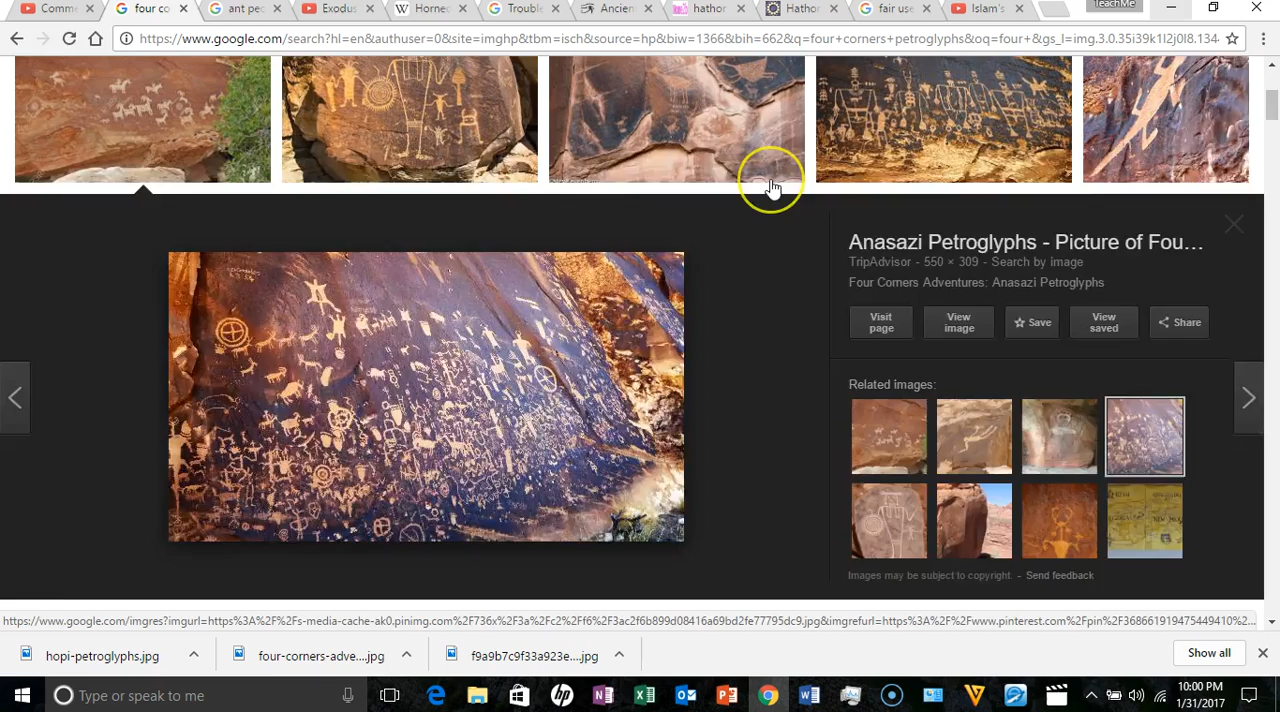 Comme
four co
ant peo
Exodus
Horned
Trouble
Ancien
hathor
Hathor
fair use
Islam's
TeachMe
https://www.google.com/search?hl=en&authuser=0&site=imghp&tbm=isch&source=hp&biw=1366&bih=662&q=four+corners+petroglyphs&oq=four+&gs_l=img.3.0.35i39k1l2j0l8.134
Anasazi Petroglyphs - Picture of Fou...
TripAdvisor - 550 × 309 - Search by image
Four Corners Adventures: Anasazi Petroglyphs
Visit page
View image
Save
View saved
Share
Related images:
Images may be subject to copyright. - Send feedback
https://www.google.com/imgres?imgurl=https%3A%2F%2Fs-media-cache-ak0.pinimg.com%2F736x%2F3a%2Fc2%2Ff6%2F3ac2f6b899d08416a69bd2fe77795dc9.jpg&imgrefurl=https%3A%2F%2Fwww.pinterest.com%2Fpin%2F368661919475449410%2...
hopi-petroglyphs.jpg
four-corners-adve....jpg
f9a9b7c9f33a923e....jpg
Show all
Type or speak to me
10:00 PM
1/31/2017